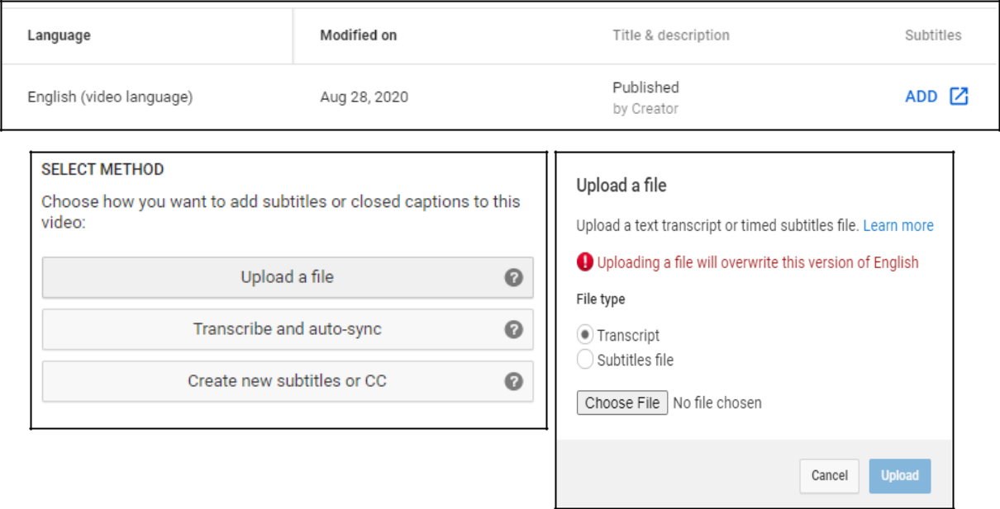 Language Modified on Title & description Subtitles
English (video language) Aug 28, 2020 Published ADD
by Creator
SELECT METHOD
Choose how you want to add subtitles or closed captions to this
video:
Upload a file ?
Transcribe and auto-sync ?
Create new subtitles or CC ?
Upload a file
Upload a text transcript or timed subtitles file. Learn more
! Uploading a file will overwrite this version of English
File type
Transcript
Subtitles file
Choose File No file chosen
Cancel Upload